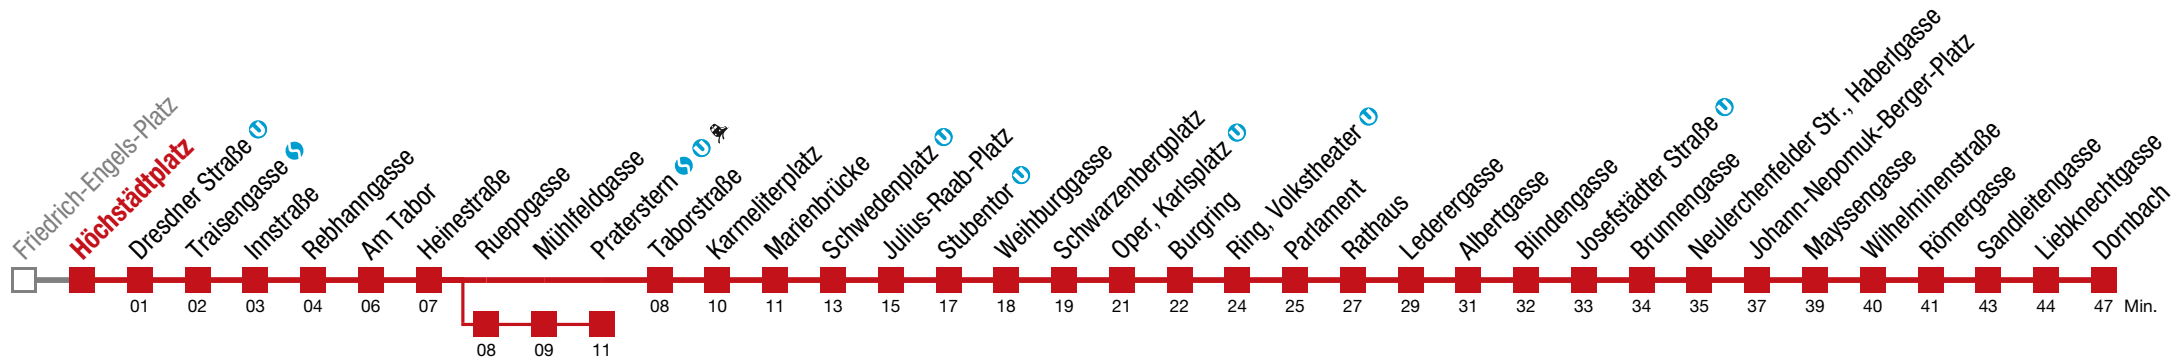 Friedrich-Engels-Platz
Höchstädtplatz
Dresdner Straße U
Traisengasse S
Innstraße
Rebhanngasse
Am Tabor
Heinestraße
Rueppgasse
Mühlfeldgasse
Praterstern S U
Taborstraße
Karmeliterplatz
Marienbrücke
Schwedenplatz U
Julius-Raab-Platz
Stubentor U
Weihburggasse
Schwarzenbergplatz
Oper, Karlsplatz U
Burgring
Ring, Volkstheater U
Parlament
Rathaus
Lederergasse
Albertgasse
Blindengasse
Josefstädter Straße U
Brunnengasse
Neulerchenfelder Str., Haberlgasse
Johann-Nepomuk-Berger-Platz
Mayssengasse
Wilhelminenstraße
Römergasse
Sandleitengasse
Liebknechtgasse
Dornbach
01 02 03 04 06 07 08 10 11 13 15 17 18 19 21 22 24 25 27 29 31 32 33 34 35 37 39 40 41 43 44 47 Min.
08 09 11